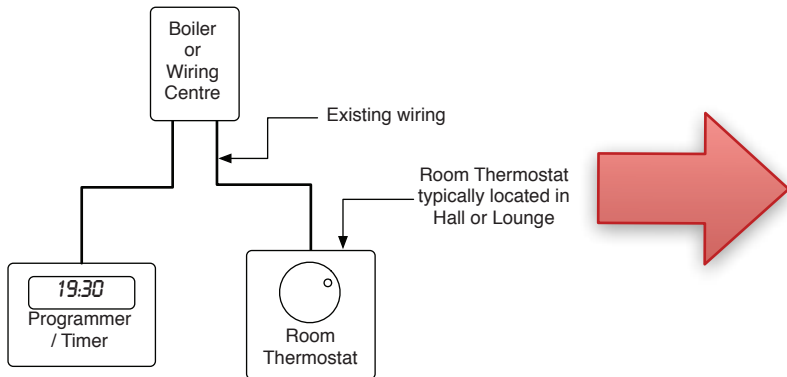 Boiler
or
Wiring
Centre
Existing wiring
Room Thermostat
typically located in
Hall or Lounge
19:30
Programmer
/ Timer
Room
Thermostat